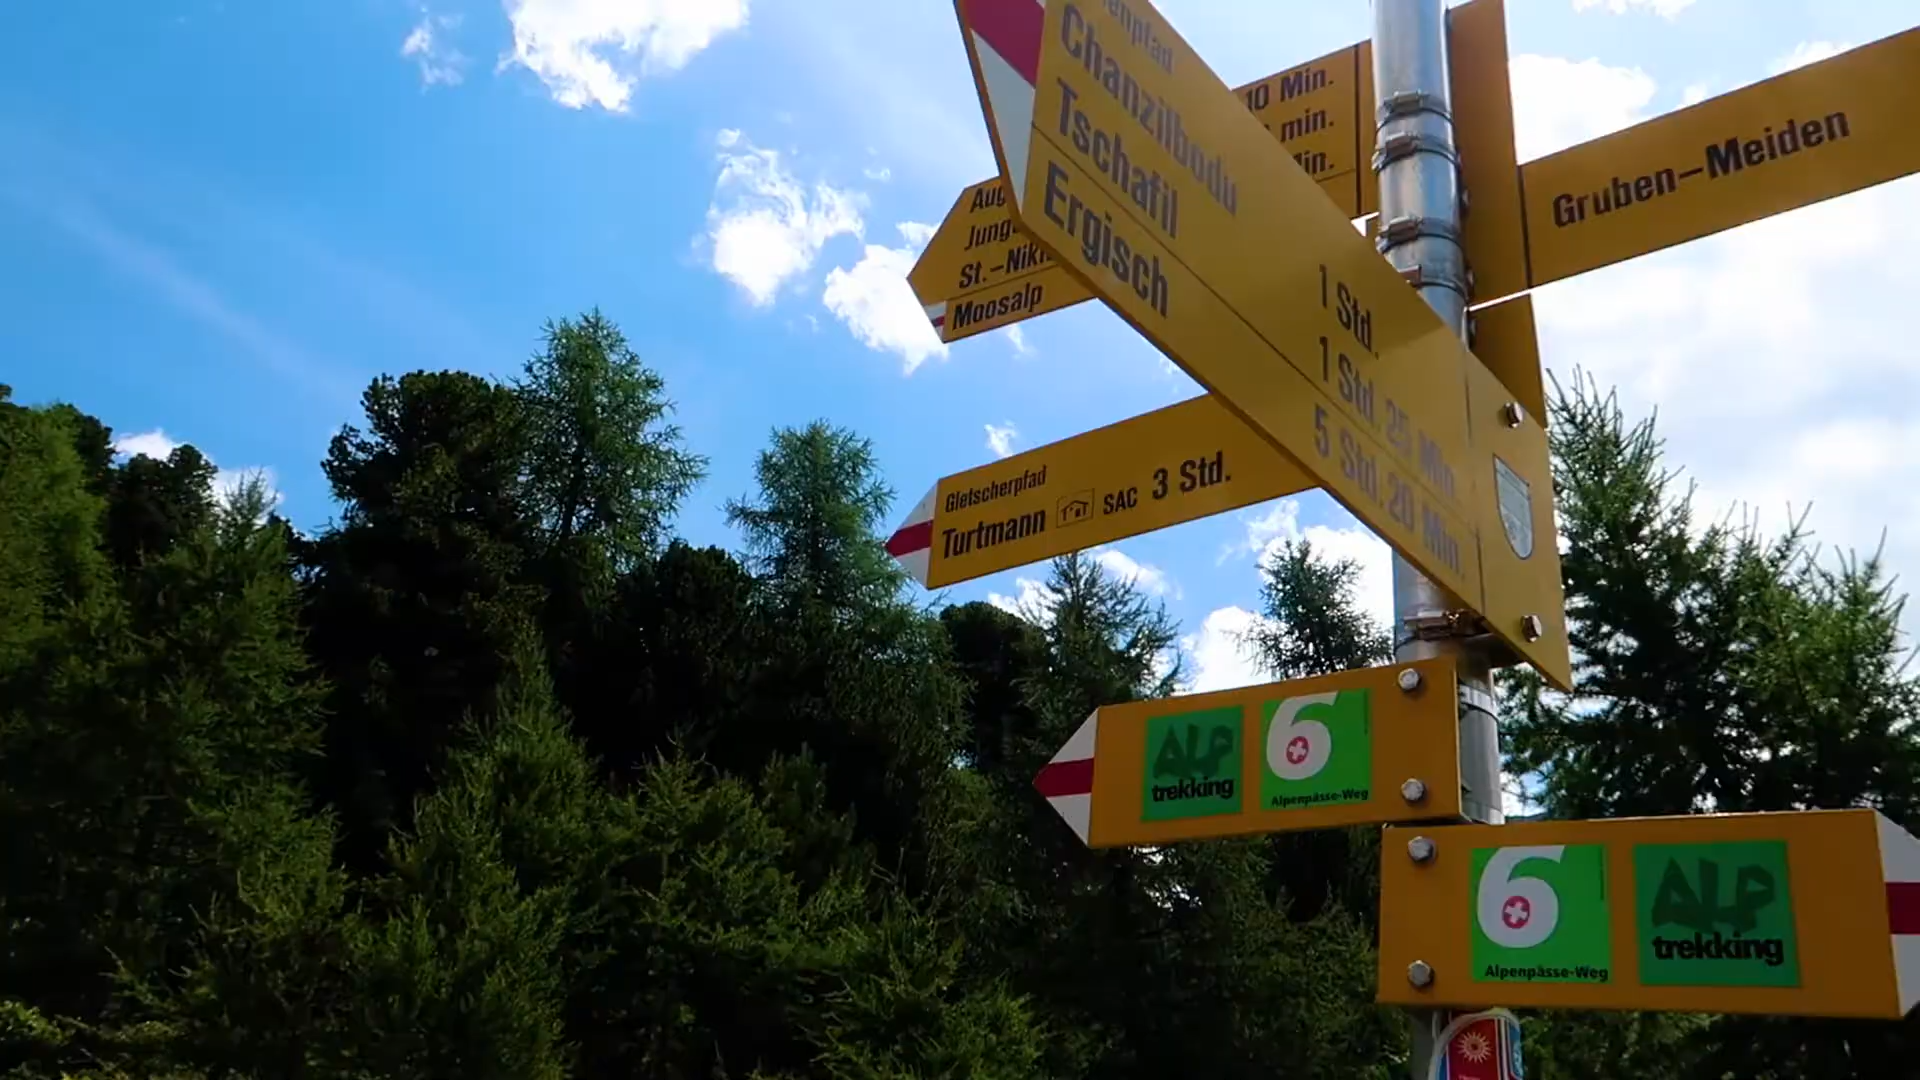 Chanzilbodu 1 Std.
Tschafil 1 Std. 25 Min.
Ergisch 5 Std. 20 Min.
10 Min.
min.
Min.
Moosalp
Gruben–Meiden
Gletscherpfad
Turtmann SAC 3 Std.
ALP
trekking
6
Alpenpässe-Weg
6
Alpenpässe-Weg
ALP
trekking